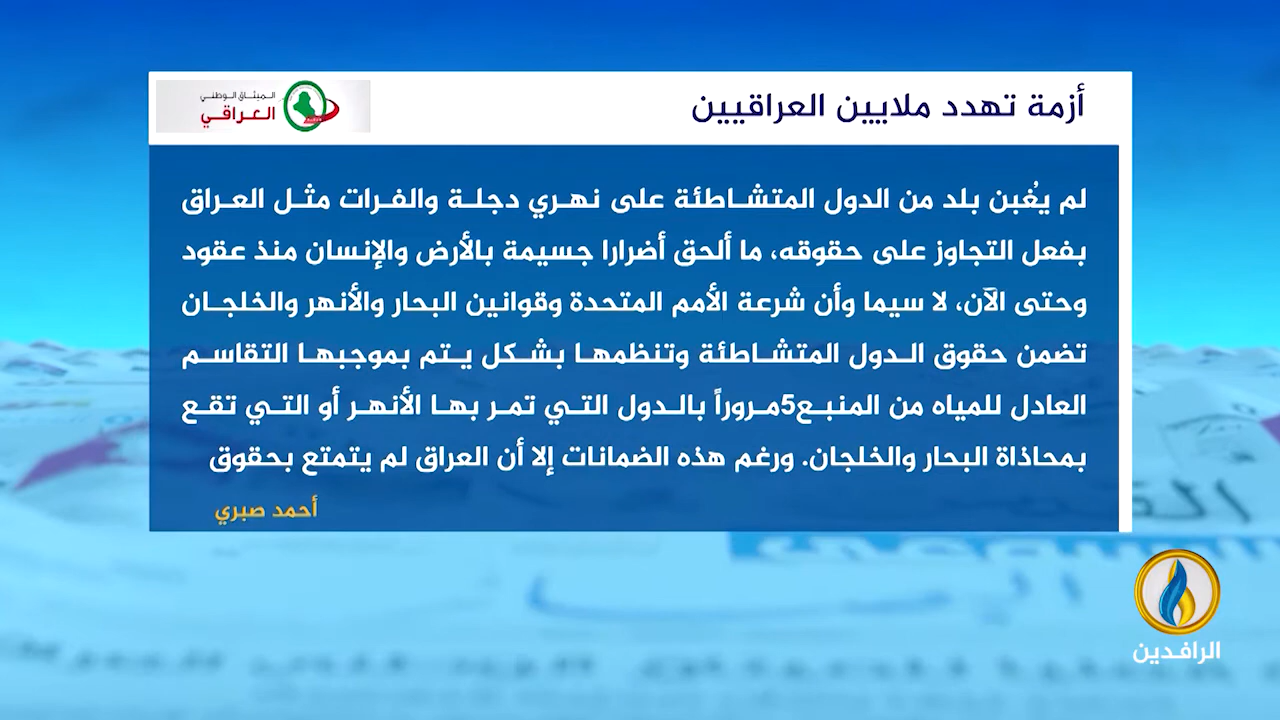 أزمة تهدد ملايين العراقيين
الميثاق الوطني
العراقي
لم يُغبن بلد من الدول المتشاطئة على نهري دجلة والفرات مثل العراق
بفعل التجاوز على حقوقه، ما ألحق أضرارا جسيمة بالأرض والإنسان منذ عقود
وحتى الآن، لا سيما وأن شرعة الأمم المتحدة وقوانين البحار والأنهر والخلجان
تضمن حقوق الدول المتشاطئة وتنظمها بشكل يتم بموجبها التقاسم
العادل للمياه من المنبع5مروراً بالدول التي تمر بها الأنهر أو التي تقع
بمحاذاة البحار والخلجان. ورغم هذه الضمانات إلا أن العراق لم يتمتع بحقوق
أحمد صبري
الرافدين